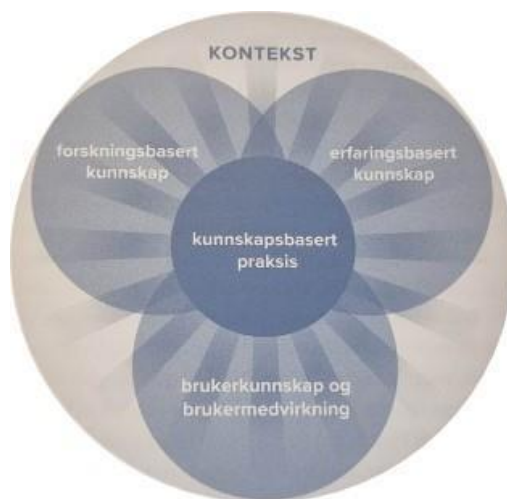 KONTEKST
forskningsbasert
kunnskap
erfaringsbasert
kunnskap
kunnskapsbasert
praksis
brukerkunnskap og
brukermedvirkning